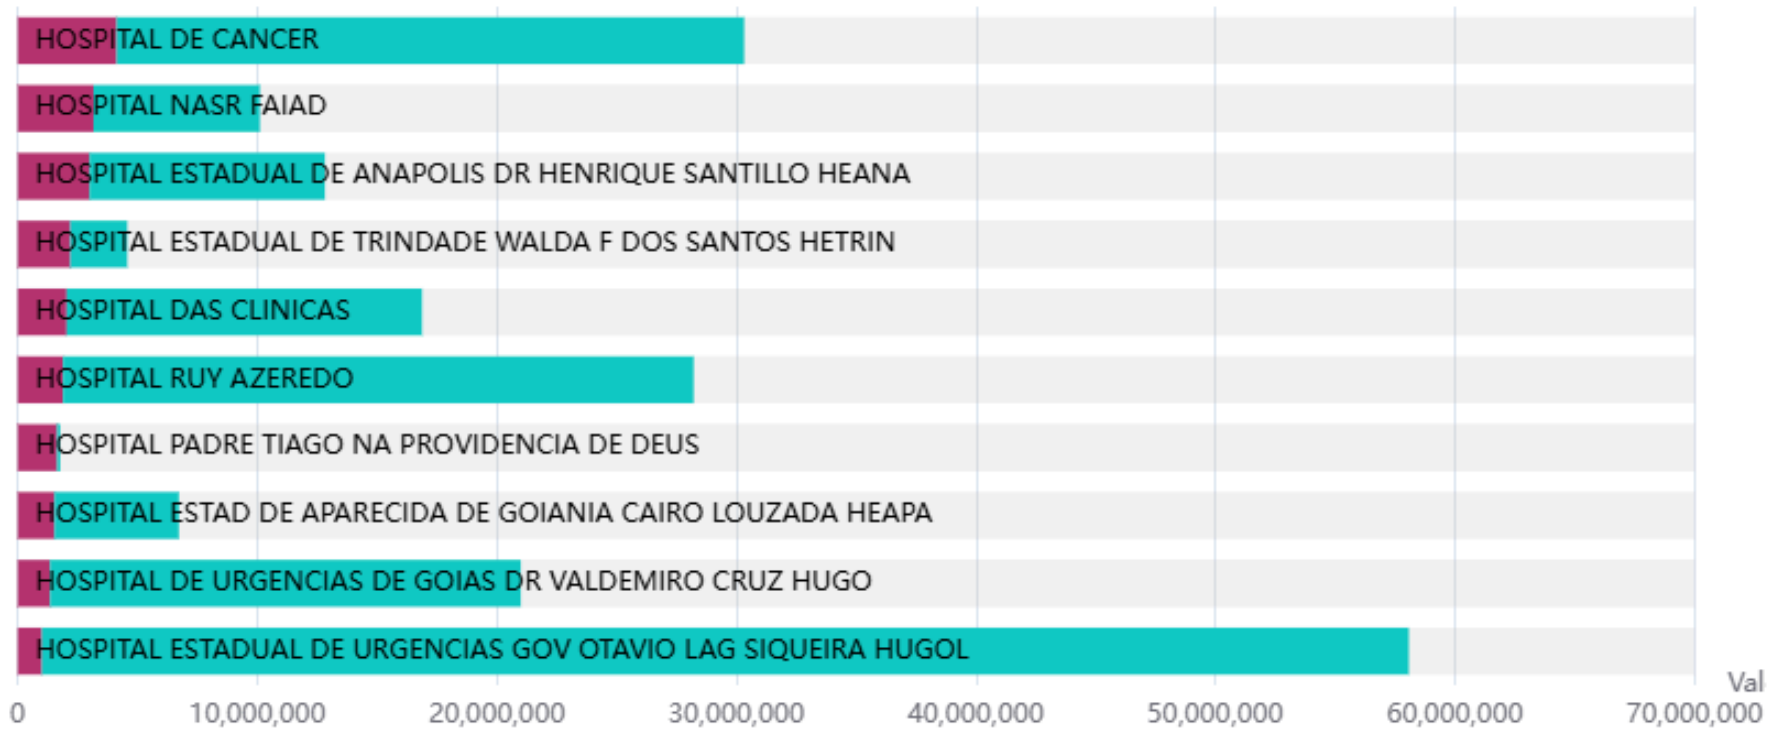 HOSPITAL DE CANCER
HOSPITAL NASR FAIAD
HOSPITAL ESTADUAL DE ANAPOLIS DR HENRIQUE SANTILLO HEANA
HOSPITAL ESTADUAL DE TRINDADE WALDA F DOS SANTOS HETRIN
HOSPITAL DAS CLINICAS
HOSPITAL RUY AZEREDO
HOSPITAL PADRE TIAGO NA PROVIDENCIA DE DEUS
HOSPITAL ESTAD DE APARECIDA DE GOIANIA CAIRO LOUZADA HEAPA
HOSPITAL DE URGENCIAS DE GOIAS DR VALDEMIRO CRUZ HUGO
HOSPITAL ESTADUAL DE URGENCIAS GOV OTAVIO LAG SIQUEIRA HUGOL
Val
0 10,000,000 20,000,000 30,000,000 40,000,000 50,000,000 60,000,000 70,000,000